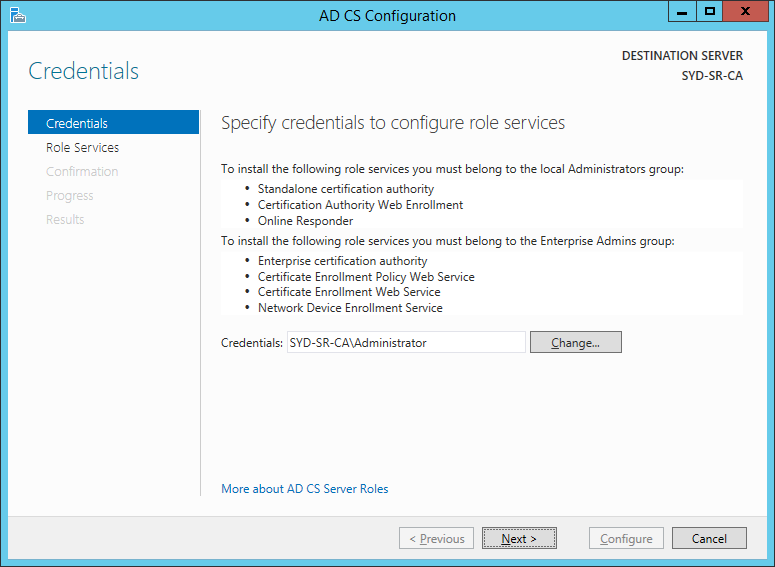 AD CS Configuration
Credentials
DESTINATION SERVER
SYD-SR-CA
Credentials
Role Services
Confirmation
Progress
Results
Specify credentials to configure role services
To install the following role services you must belong to the local Administrators group:
• Standalone certification authority
• Certification Authority Web Enrollment
• Online Responder
To install the following role services you must belong to the Enterprise Admins group:
• Enterprise certification authority
• Certificate Enrollment Policy Web Service
• Certificate Enrollment Web Service
• Network Device Enrollment Service
Credentials: SYD-SR-CA\Administrator Change...
More about AD CS Server Roles
< Previous Next > Configure Cancel